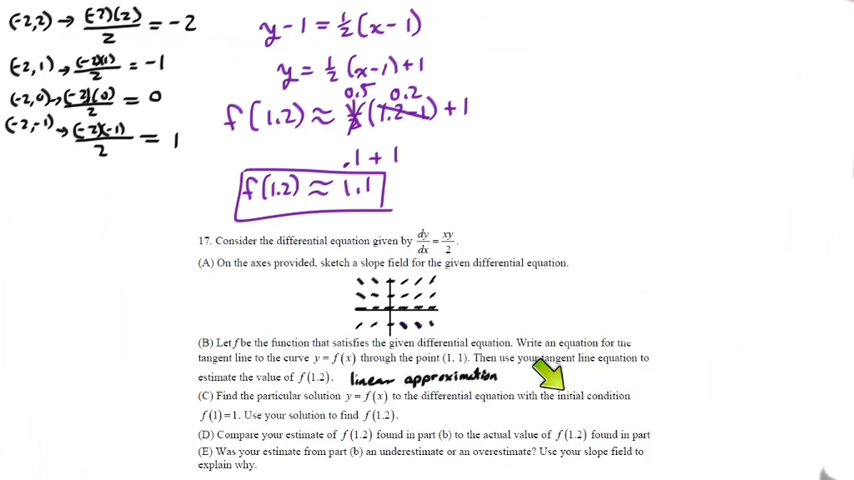 (-2,2) → (-2)(2)/2 = -2
(-2,1) → (-2)(1)/2 = -1
(-2,0) → (-2)(0)/2 = 0
(-2,-1) → (-2)(-1)/2 = 1
y-1 = 1/2 (x-1)
y = 1/2 (x-1)+1
0.5 0.2
f(1.2) ≈ 1/2 (1.2-1) +1
.1 + 1
f(1.2) ≈ 1.1
17. Consider the differential equation given by dy/dx = xy/2.
(A) On the axes provided, sketch a slope field for the given differential equation.
(B) Let f be the function that satisfies the given differential equation. Write an equation for the
tangent line to the curve y = f(x) through the point (1, 1). Then use your tangent line equation to
estimate the value of f(1.2). linear approximation
(C) Find the particular solution y = f(x) to the differential equation with the initial condition
f(1)=1. Use your solution to find f(1.2).
(D) Compare your estimate of f(1.2) found in part (b) to the actual value of f(1.2) found in part
(E) Was your estimate from part (b) an underestimate or an overestimate? Use your slope field to
explain why.